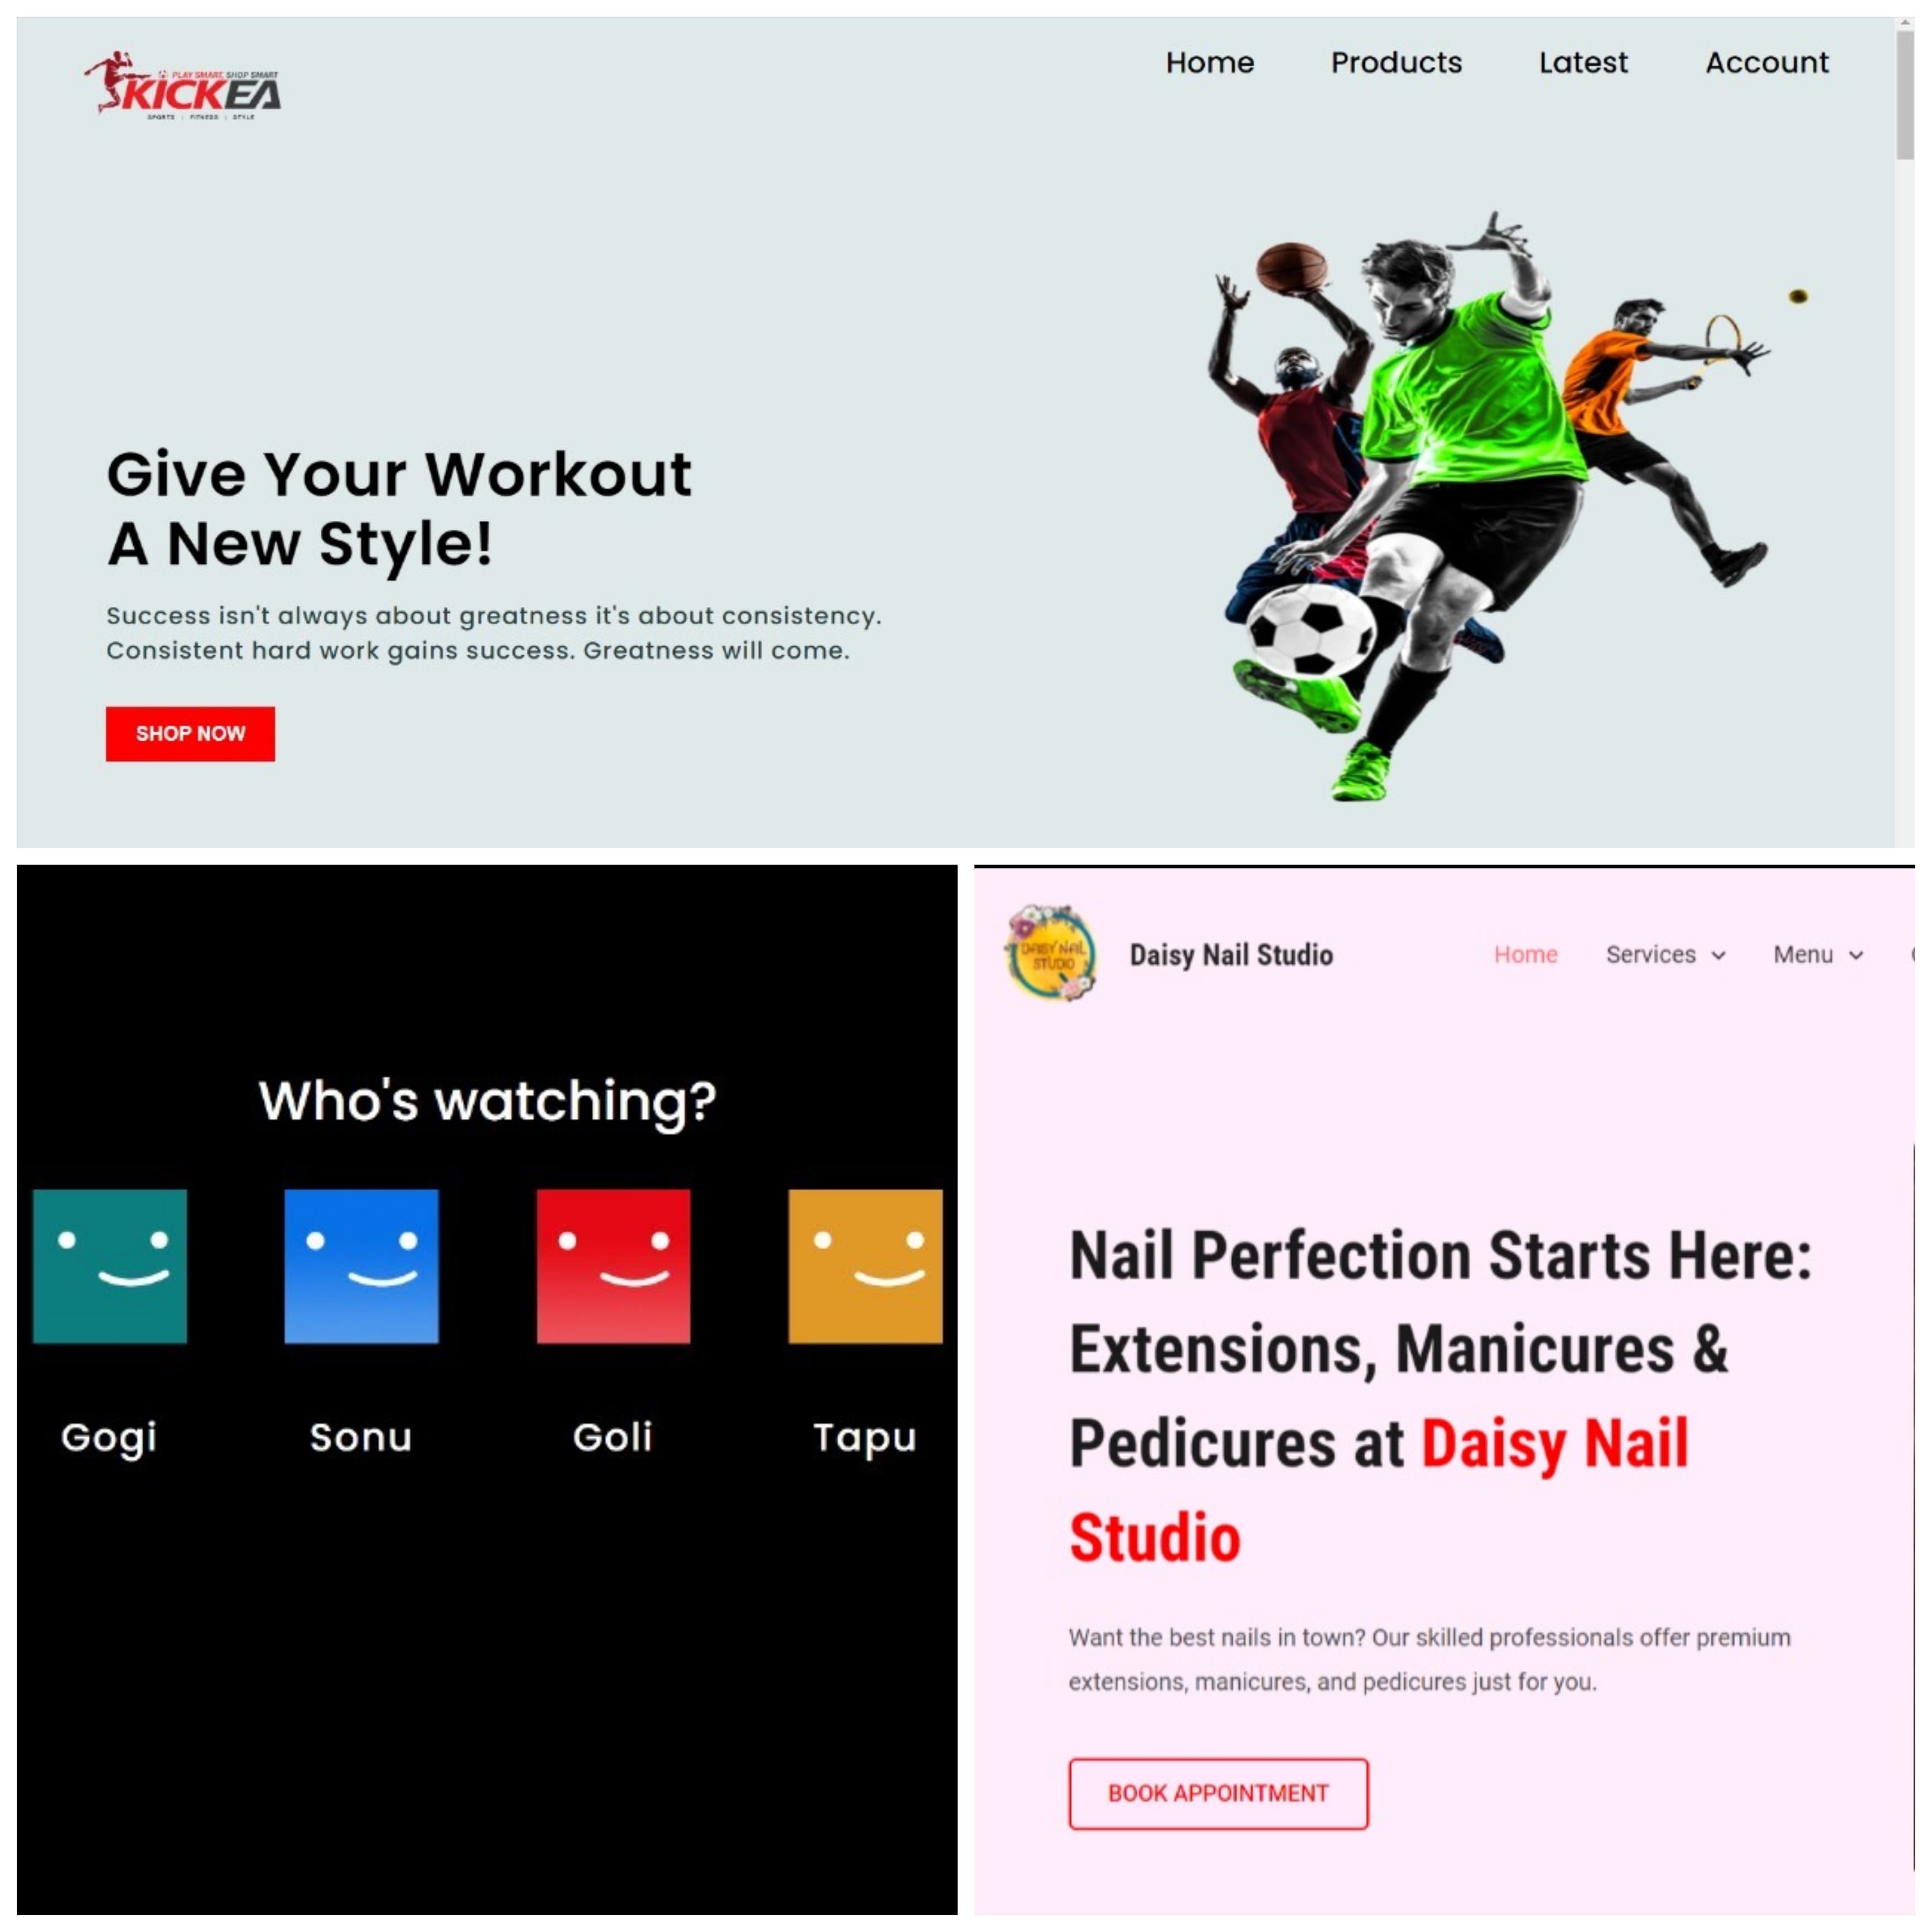 PLAY SMART, SHOP SMART
KICKEA
SPORTS | FITNESS | STYLE
Home Products Latest Account
Give Your Workout
A New Style!
Success isn't always about greatness it's about consistency.
Consistent hard work gains success. Greatness will come.
SHOP NOW
Who's watching?
Gogi Sonu Goli Tapu
DAISY NAIL
STUDIO
Daisy Nail Studio
Home Services Menu
Nail Perfection Starts Here:
Extensions, Manicures &
Pedicures at Daisy Nail
Studio
Want the best nails in town? Our skilled professionals offer premium
extensions, manicures, and pedicures just for you.
BOOK APPOINTMENT